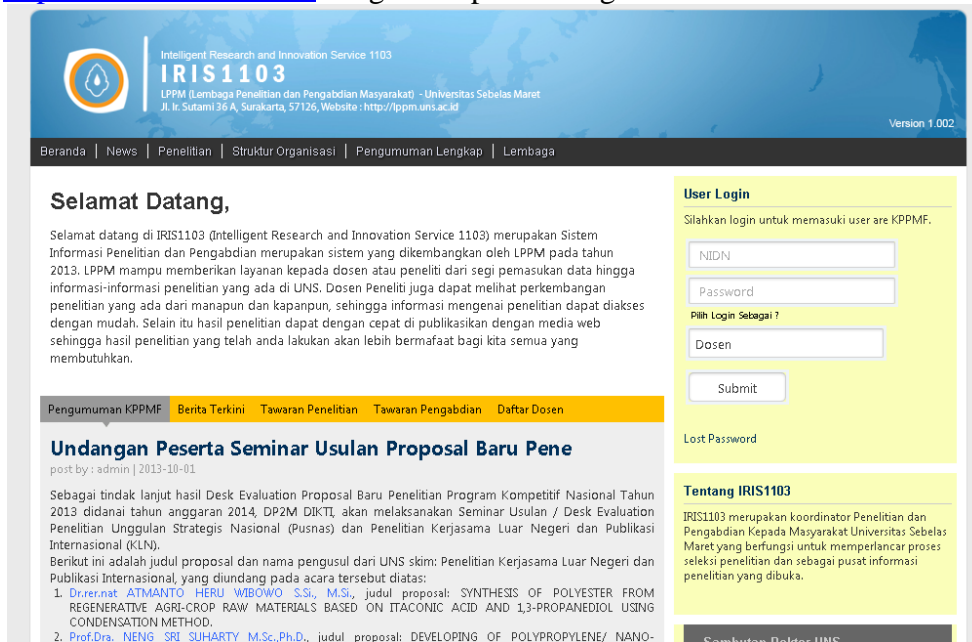 Intelligent Research and Innovation Service 1103
IRIS1103
LPPM (Lembaga Penelitian dan Pengabdian Masyarakat) - Universitas Sebelas Maret
Jl. Ir. Sutami 36 A, Surakarta, 57126, Website : http://lppm.uns.ac.id
Version 1.002
Beranda | News | Penelitian | Struktur Organisasi | Pengumuman Lengkap | Lembaga
Selamat Datang,
Selamat datang di IRIS1103 (Intelligent Research and Innovation Service 1103) merupakan Sistem
Informasi Penelitian dan Pengabdian merupakan sistem yang dikembangkan oleh LPPM pada tahun
2013. LPPM mampu memberikan layanan kepada dosen atau peneliti dari segi pemasukan data hingga
informasi-informasi penelitian yang ada di UNS. Dosen Peneliti juga dapat melihat perkembangan
penelitian yang ada dari manapun dan kapanpun, sehingga informasi mengenai penelitian dapat diakses
dengan mudah. Selain itu hasil penelitian dapat dengan cepat di publikasikan dengan media web
sehingga hasil penelitian yang telah anda lakukan akan lebih bermafaat bagi kita semua yang
membutuhkan.
Pengumuman KPPMF Berita Terkini Tawaran Penelitian Tawaran Pengabdian Daftar Dosen
Undangan Peserta Seminar Usulan Proposal Baru Pene
post by : admin | 2013-10-01
Sebagai tindak lanjut hasil Desk Evaluation Proposal Baru Penelitian Program Kompetitif Nasional Tahun
2013 didanai tahun anggaran 2014, DP2M DIKTI, akan melaksanakan Seminar Usulan / Desk Evaluation
Penelitian Unggulan Strategis Nasional (Pusnas) dan Penelitian Kerjasama Luar Negeri dan Publikasi
Internasional (KLN).
Berikut ini adalah judul proposal dan nama pengusul dari UNS skim: Penelitian Kerjasama Luar Negeri dan
Publikasi Internasional, yang diundang pada acara tersebut diatas:
1. Dr.rer.nat ATMANTO HERU WIBOWO S.Si., M.Si., judul proposal: SYNTHESIS OF POLYESTER FROM
REGENERATIVE AGRI-CROP RAW MATERIALS BASED ON ITACONIC ACID AND 1,3-PROPANEDIOL USING
CONDENSATION METHOD.
2. Prof.Dra. NENG SRI SUHARTY M.Sc.,Ph.D., judul proposal: DEVELOPING OF POLYPROPYLENE/ NANO-
User Login
Silahkan login untuk memasuki user are KPPMF.
NIDN
Password
Pilih Login Sebagai ?
Dosen
Submit
Lost Password
Tentang IRIS1103
IRIS1103 merupakan koordinator Penelitian dan
Pengabdian Kepada Masyarakat Universitas Sebelas
Maret yang berfungsi untuk memperlancar proses
seleksi penelitian dan sebagai pusat informasi
penelitian yang dibuka.
Sambutan Rektor UNS